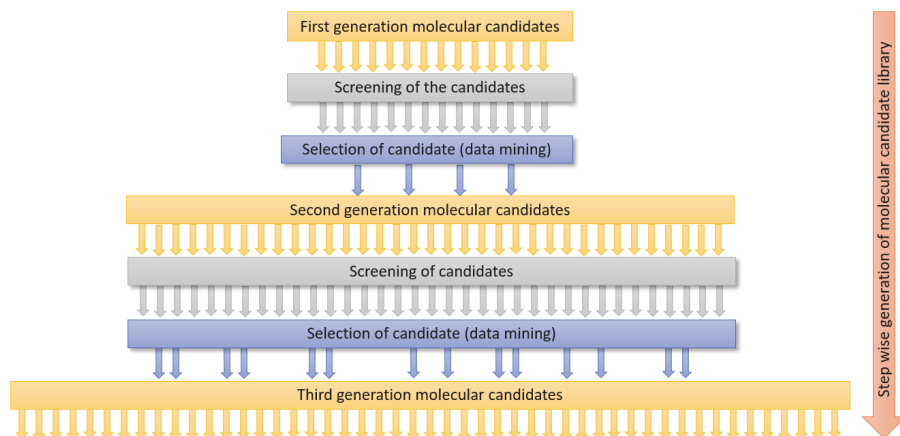 First generation molecular candidates
Screening of the candidates
Selection of candidate (data mining)
Second generation molecular candidates
Screening of candidates
Selection of candidate (data mining)
Third generation molecular candidates
Step wise generation of molecular candidate library